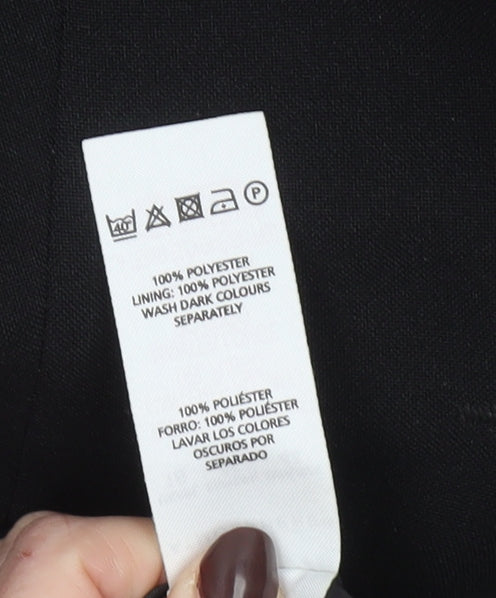 40
P
100% POLYESTER
LINING: 100% POLYESTER
WASH DARK COLOURS
SEPARATELY
100% POLIÉSTER
FORRO: 100% POLIÉSTER
LAVAR LOS COLORES
OSCUROS POR
SEPARADO